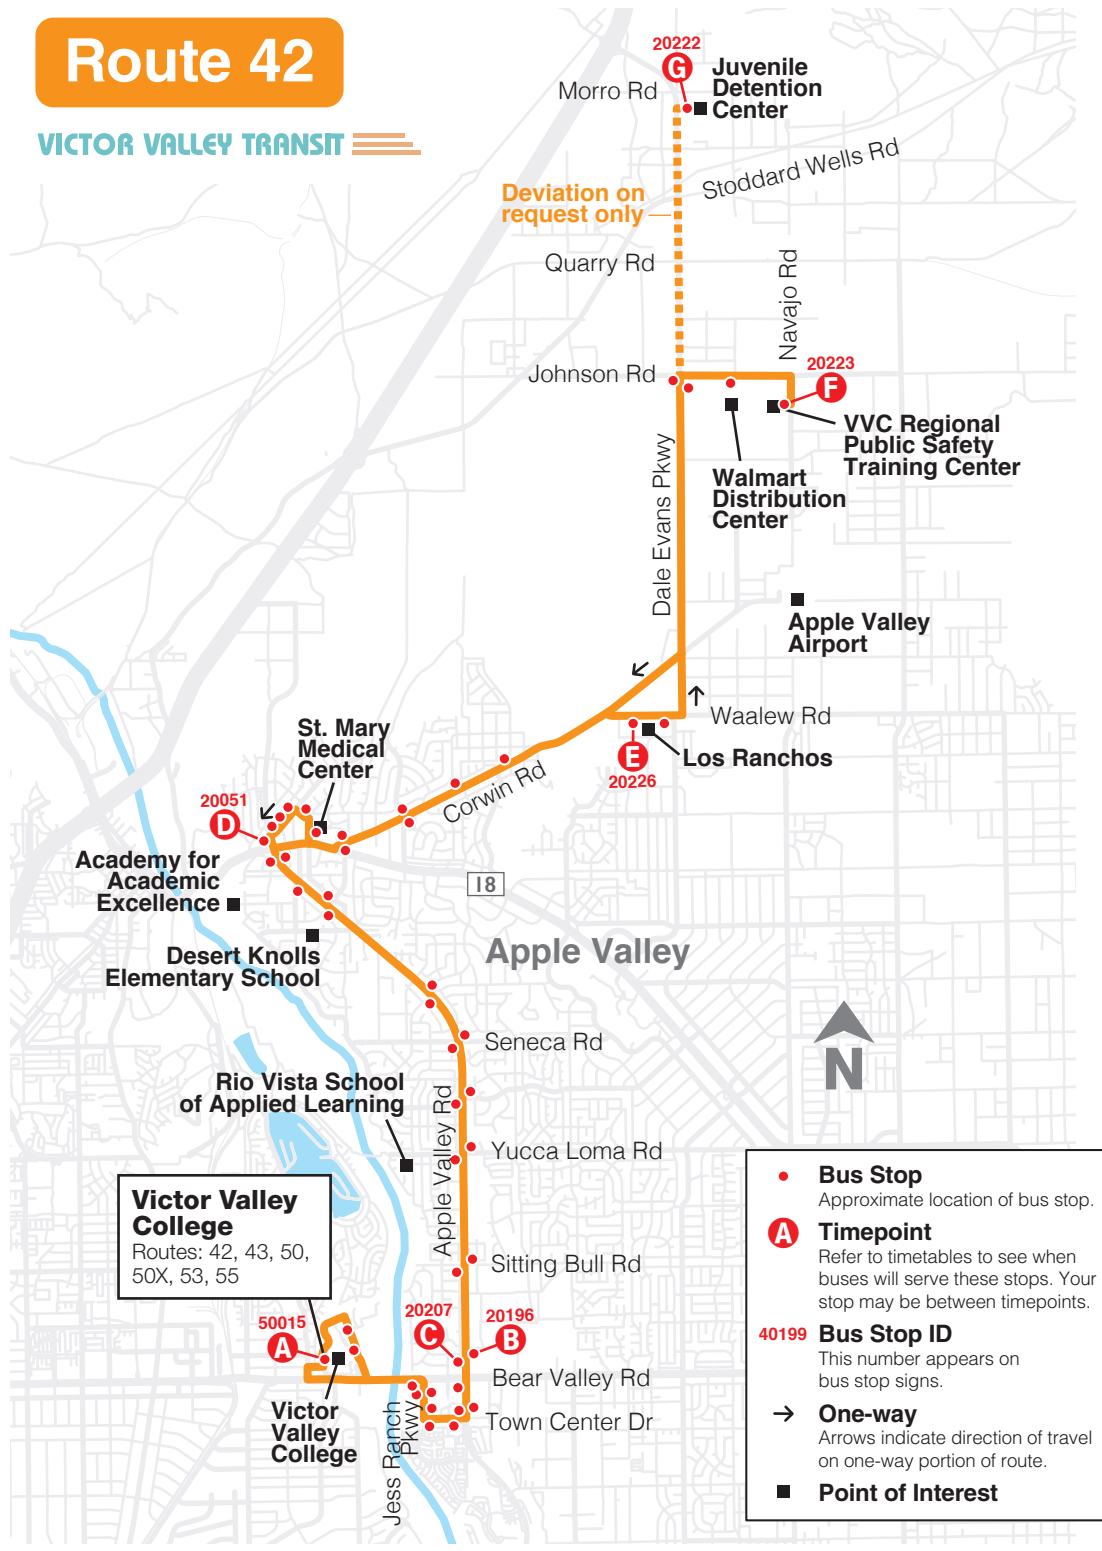 Route 42
VICTOR VALLEY TRANSIT
20222
G
Juvenile
Detention
Center
Morro Rd
Stoddard Wells Rd
Deviation on
request only
Quarry Rd
Navajo Rd
Johnson Rd
20223
F
VVC Regional
Public Safety
Training Center
Walmart
Distribution
Center
Dale Evans Pkwy
Apple Valley
Airport
Waalew Rd
Los Ranchos
E
20226
St. Mary
Medical
Center
Corwin Rd
20051
D
Academy for
Academic
Excellence
18
Desert Knolls
Elementary School
Apple Valley
N
Seneca Rd
Rio Vista School
of Applied Learning
Apple Valley Rd
Yucca Loma Rd
Victor Valley
College
Routes: 42, 43, 50,
50X, 53, 55
Sitting Bull Rd
50015
A
20207
C
20196
B
Bear Valley Rd
Victor
Valley
College
Jess Ranch
Pkwy
Town Center Dr
Bus Stop
Approximate location of bus stop.
A
Timepoint
Refer to timetables to see when
buses will serve these stops. Your
stop may be between timepoints.
40199
Bus Stop ID
This number appears on
bus stop signs.
One-way
Arrows indicate direction of travel
on one-way portion of route.
Point of Interest